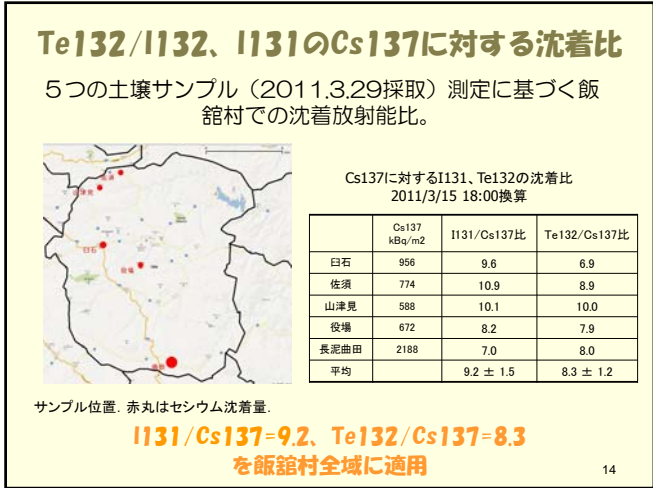 Te132/I132、I131のCs137に対する沈着比
５つの土壌サンプル（2011.3.29採取）測定に基づく飯
舘村での沈着放射能比。
佐須
山津見
臼石
役場
Cs137に対するI131、Te132の沈着比
2011/3/15 18:00換算
Cs137 kBq/m2 I131/Cs137比 Te132/Cs137比
臼石 956 9.6 6.9
佐須 774 10.9 8.9
山津見 588 10.1 10.0
役場 672 8.2 7.9
長泥曲田 2188 7.0 8.0
平均 9.2 ± 1.5 8.3 ± 1.2
サンプル位置. 赤丸はセシウム沈着量.
I131/Cs137=9.2、Te132/Cs137=8.3
を飯舘村全域に適用
14